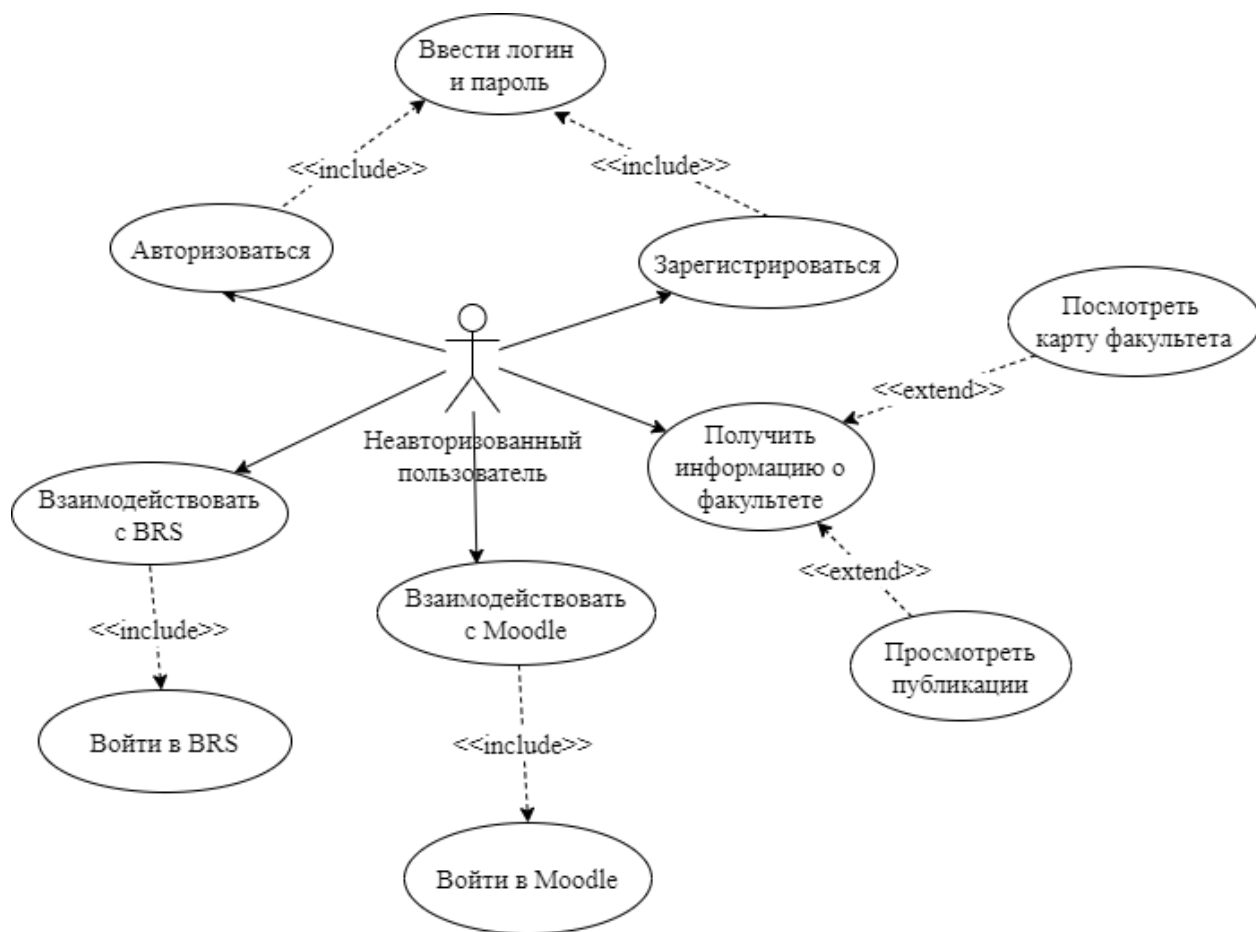 Ввести логин
и пароль
<<include>>
<<include>>
Авторизоваться
Зарегистрироваться
Посмотреть
карту факультета
<<extend>>
Неавторизованный
пользователь
Получить
информацию о
факультете
Взаимодействовать
с BRS
<<extend>>
Взаимодействовать
с Moodle
<<include>>
Просмотреть
публикации
Войти в BRS
<<include>>
Войти в Moodle